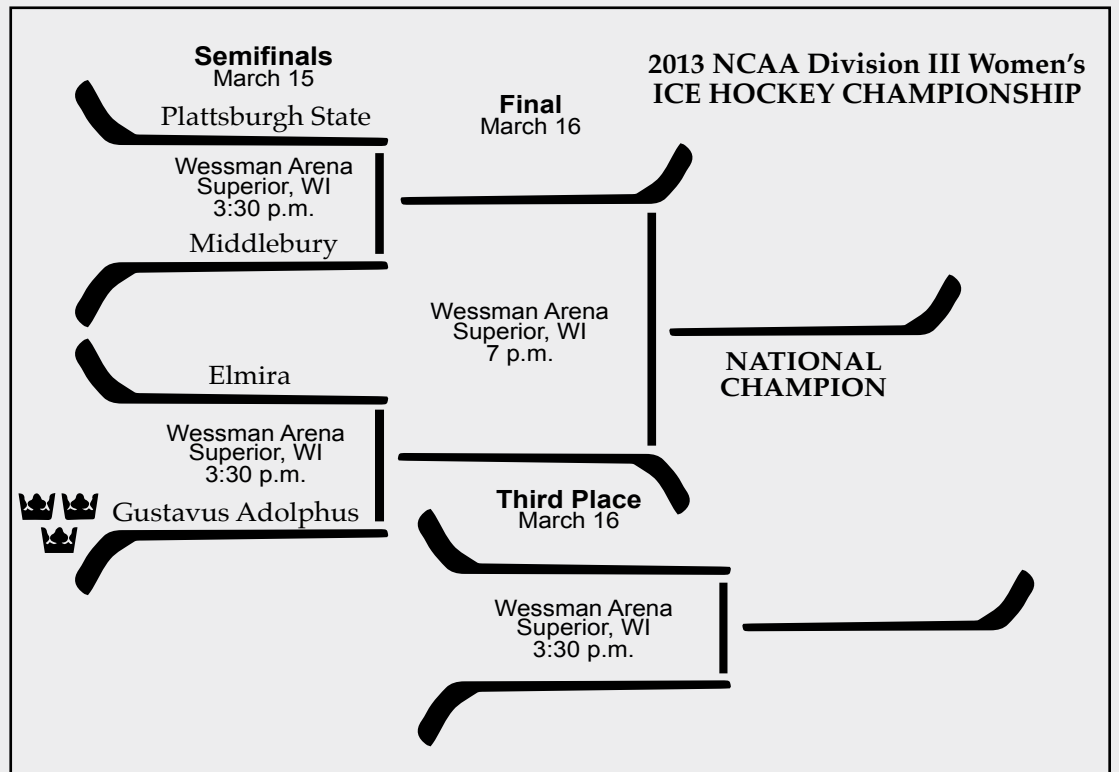 2013 NCAA Division III Women's
ICE HOCKEY CHAMPIONSHIP
Semifinals
March 15
Plattsburgh State
Wessman Arena
Superior, WI
3:30 p.m.
Middlebury
Elmira
Wessman Arena
Superior, WI
3:30 p.m.
Gustavus Adolphus
Final
March 16
Wessman Arena
Superior, WI
7 p.m.
NATIONAL
CHAMPION
Third Place
March 16
Wessman Arena
Superior, WI
3:30 p.m.